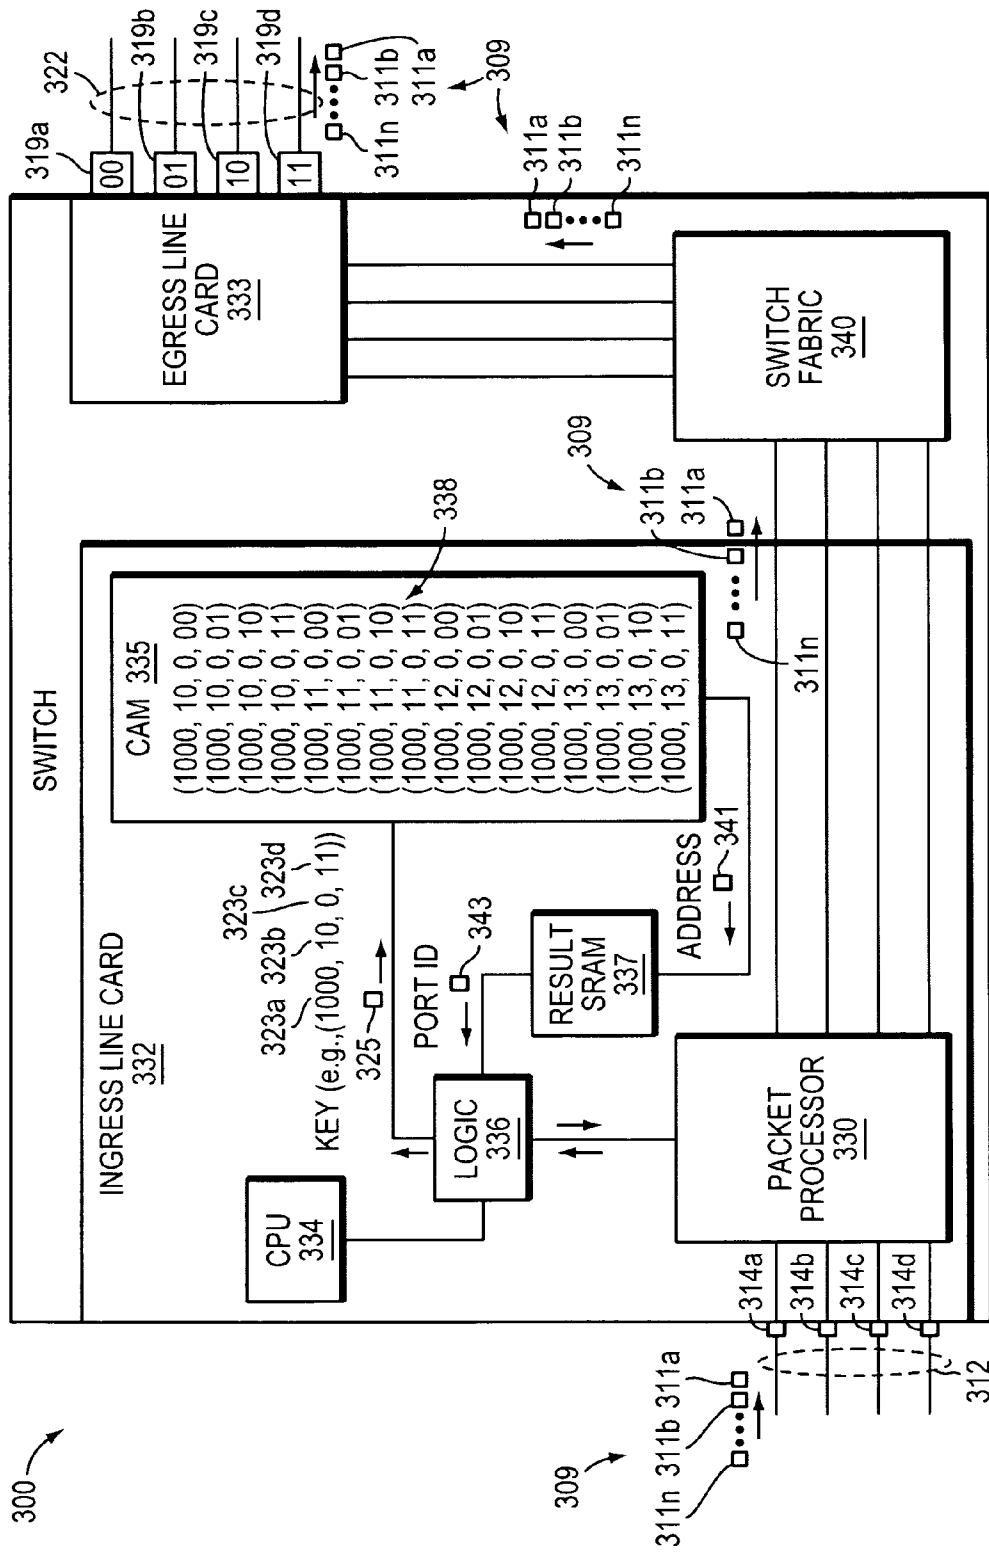 300
SWITCH
INGRESS LINE CARD
332
CPU
334
KEY (e.g.,(1000, 10, 0, 11))
323a
323b
323c
323d
325
CAM 335
(1000, 10, 0, 00)
(1000, 10, 0, 01)
(1000, 10, 0, 10)
(1000, 10, 0, 11)
(1000, 11, 0, 00)
(1000, 11, 0, 01)
(1000, 11, 0, 10)
(1000, 11, 0, 11)
(1000, 12, 0, 00)
(1000, 12, 0, 01)
(1000, 12, 0, 10)
(1000, 12, 0, 11)
(1000, 13, 0, 00)
(1000, 13, 0, 01)
(1000, 13, 0, 10)
(1000, 13, 0, 11)
338
LOGIC
336
PORT ID
343
RESULT
SRAM
337
ADDRESS
341
EGRESS LINE
CARD
333
319a
319b
319c
319d
322
00
01
10
11
311n
311b
311a
309
309
311a
311b
311n
309
311b
311a
311n
309
311n
311b
311a
312
314a
314b
314c
314d
PACKET
PROCESSOR
330
SWITCH
FABRIC
340